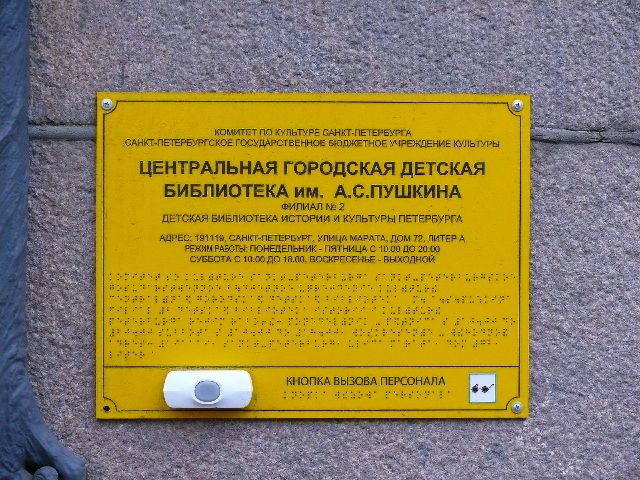 КОМИТЕТ ПО КУЛЬТУРЕ САНКТ-ПЕТЕРБУРГА
САНКТ-ПЕТЕРБУРГСКОЕ ГОСУДАРСТВЕННОЕ БЮДЖЕТНОЕ УЧРЕЖДЕНИЕ КУЛЬТУРЫ
ЦЕНТРАЛЬНАЯ ГОРОДСКАЯ ДЕТСКАЯ
БИБЛИОТЕКА им. А.С.ПУШКИНА
ФИЛИАЛ № 2
ДЕТСКАЯ БИБЛИОТЕКА ИСТОРИИ И КУЛЬТУРЫ ПЕТЕРБУРГА
АДРЕС: 191119, САНКТ-ПЕТЕРБУРГ, УЛИЦА МАРАТА, ДОМ 72, ЛИТЕР А
РЕЖИМ РАБОТЫ: ПОНЕДЕЛЬНИК - ПЯТНИЦА С 10.00 ДО 20.00
СУББОТА С 10.00 ДО 18.00, ВОСКРЕСЕНЬЕ - ВЫХОДНОЙ
КНОПКА ВЫЗОВА ПЕРСОНАЛА